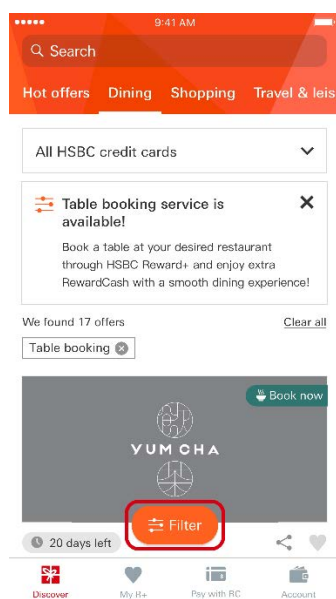 9:41 AM
Search
Hot offers Dining Shopping Travel & leis
All HSBC credit cards
Table booking service is
available!
Book a table at your desired restaurant
through HSBC Reward+ and enjoy extra
RewardCash with a smooth dining experience!
We found 17 offers Clear all
Table booking
Book now
YUM CHA
Filter
20 days left
Discover My R+ Pay with RC Account